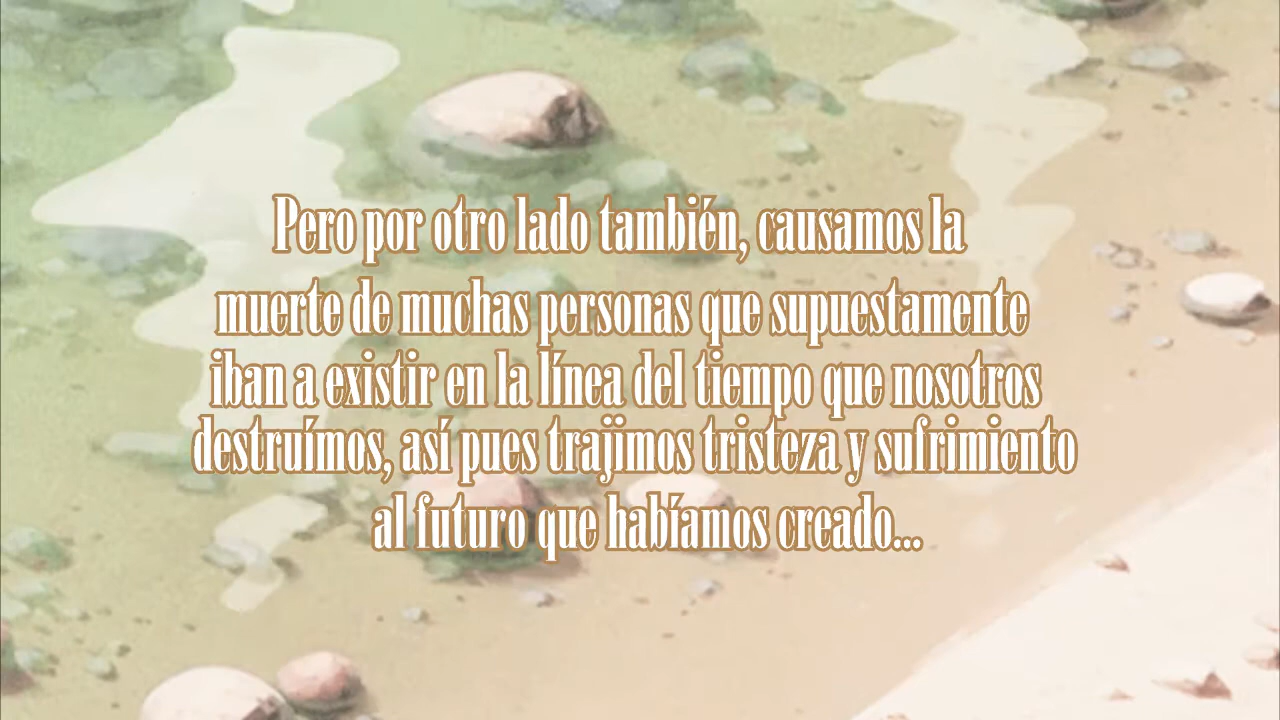 Pero por otro lado también, causamos la
muerte de muchas personas que supuestamente
iban a existir en la línea del tiempo que nosotros
destruímos, así pues trajimos tristeza y sufrimiento
al futuro que habíamos creado...